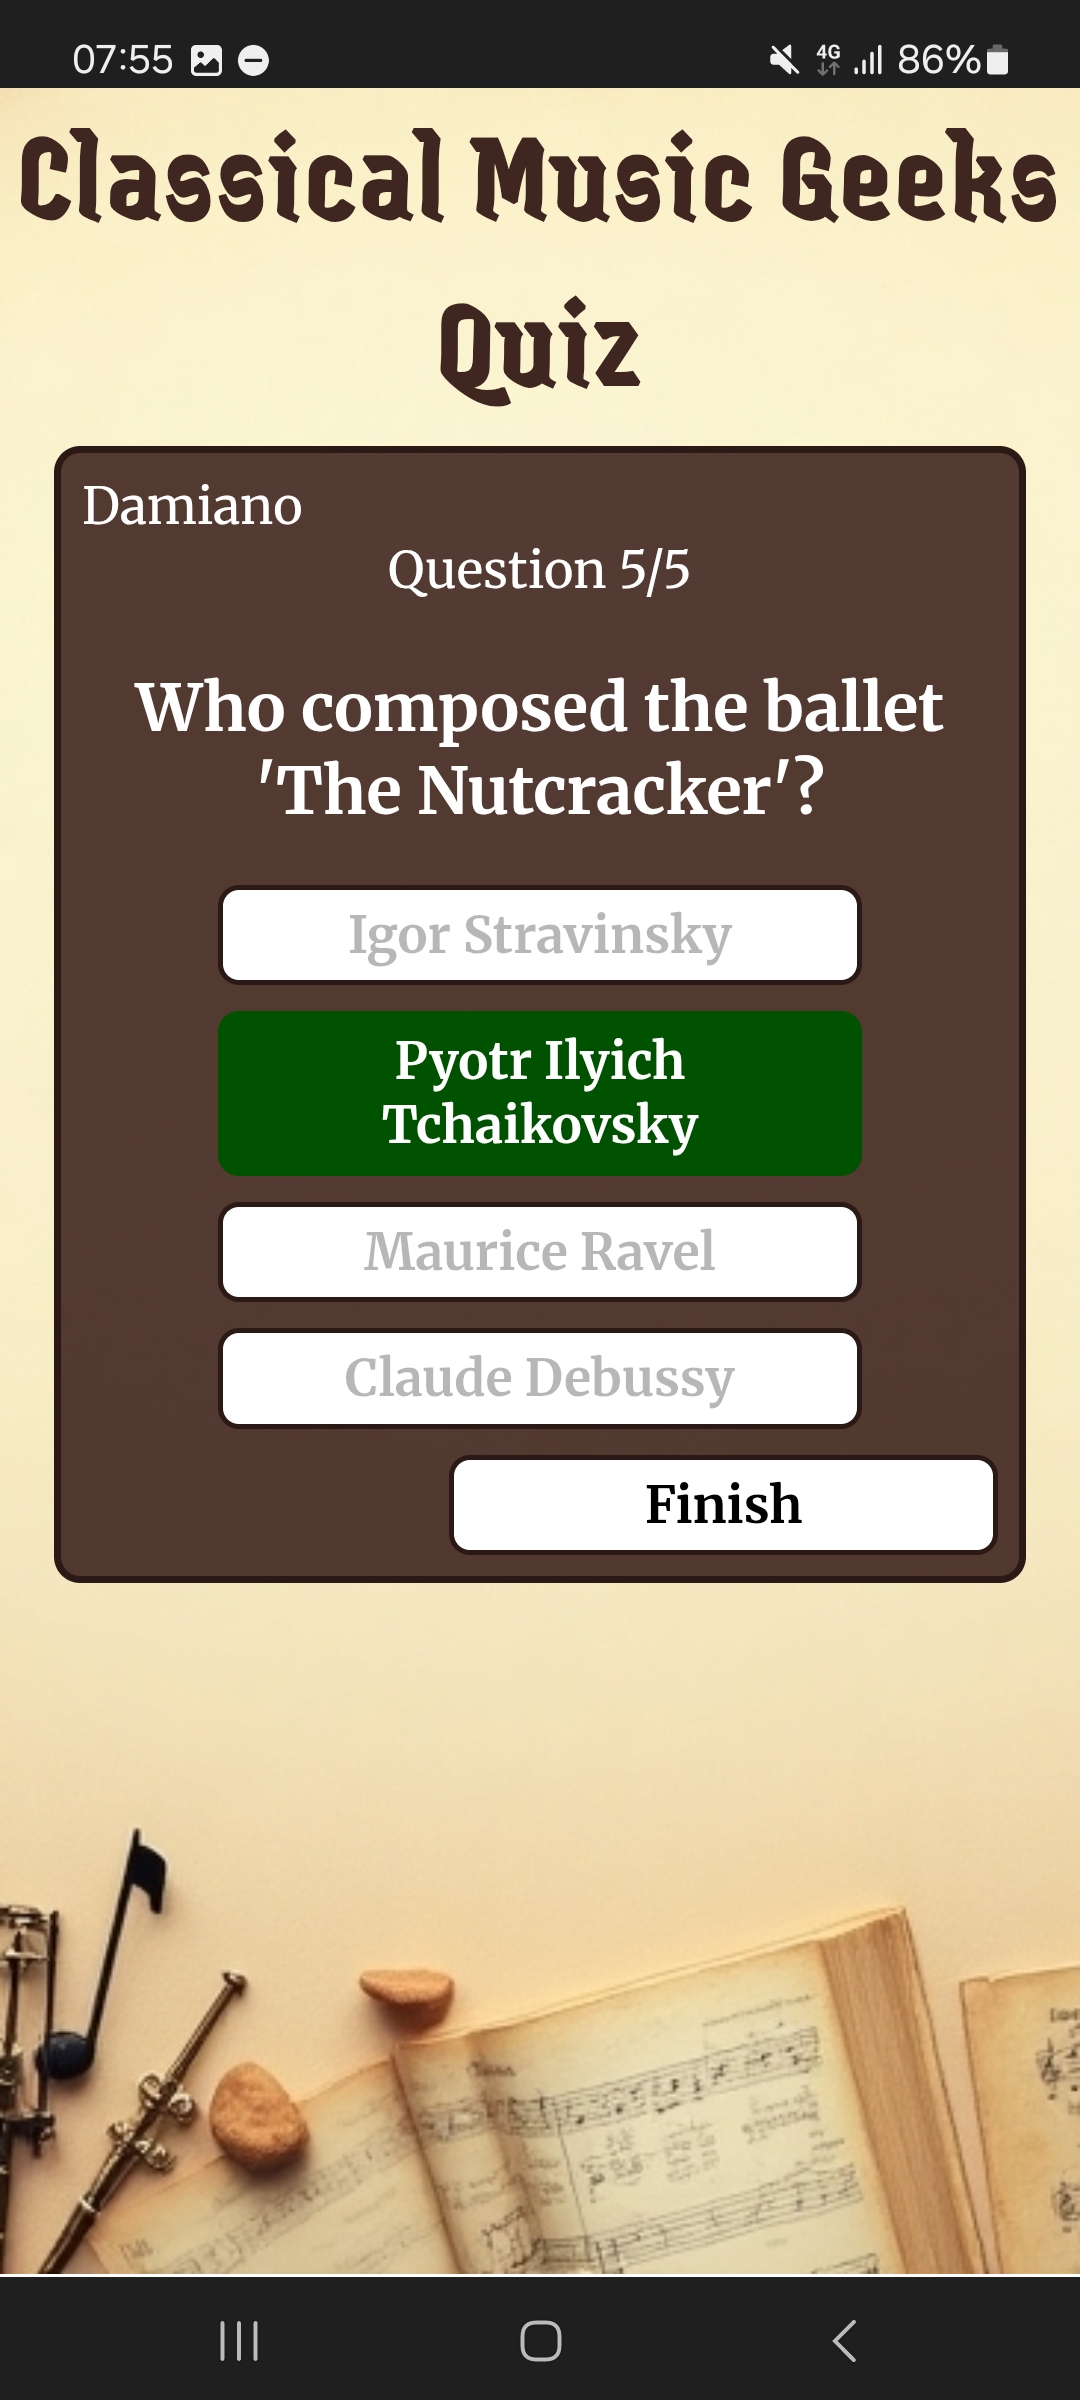 07:55
4G
86%
Classical Music Geeks
Quiz
Damiano
Question 5/5
Who composed the ballet
'The Nutcracker'?
Igor Stravinsky
Pyotr Ilyich
Tchaikovsky
Maurice Ravel
Claude Debussy
Finish